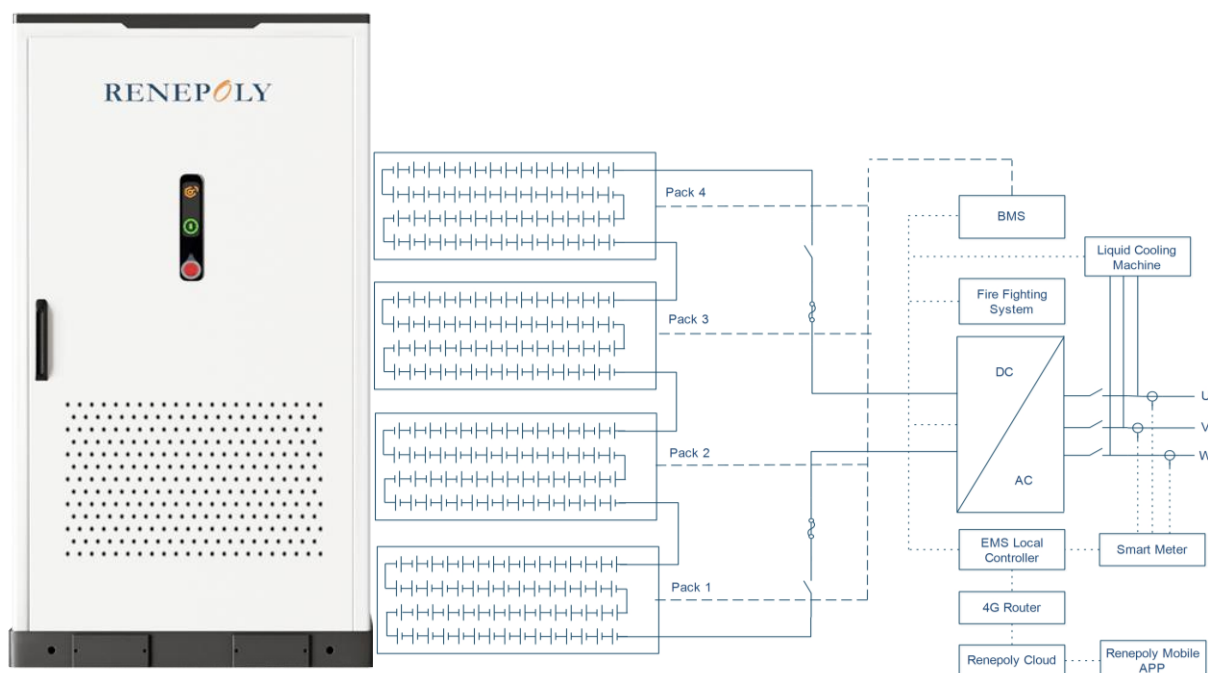 RENEPOLY
Pack 4
Pack 3
Pack 2
Pack 1
BMS
Liquid Cooling
Machine
Fire Fighting
System
DC
AC
U
V
W
EMS Local
Controller
Smart Meter
4G Router
Renepoly Cloud
Renepoly Mobile
APP